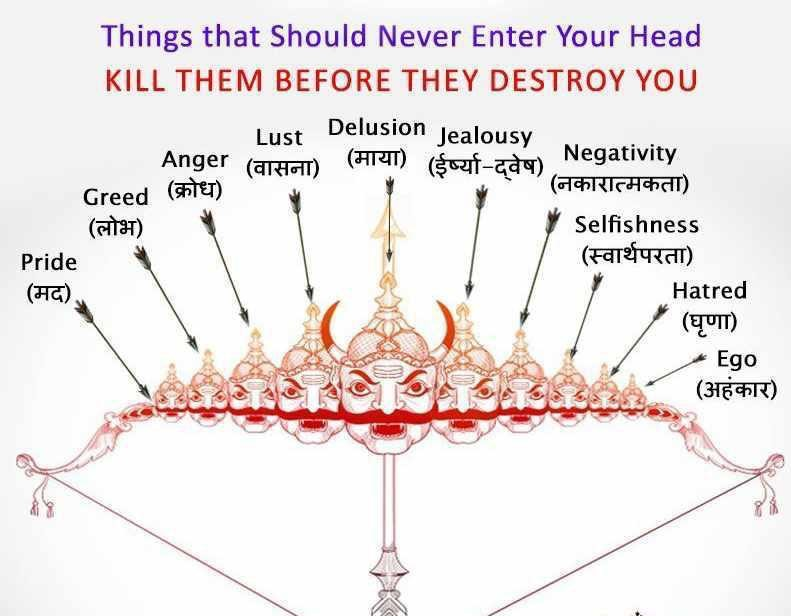 Things that Should Never Enter Your Head
KILL THEM BEFORE THEY DESTROY YOU
Pride
(मद)
Greed
(लोभ)
Anger
(क्रोध)
Lust
(वासना)
Delusion
(माया)
Jealousy
(ईर्ष्या-द्वेष)
Negativity
(नकारात्मकता)
Selfishness
(स्वार्थपरता)
Hatred
(घृणा)
Ego
(अहंकार)